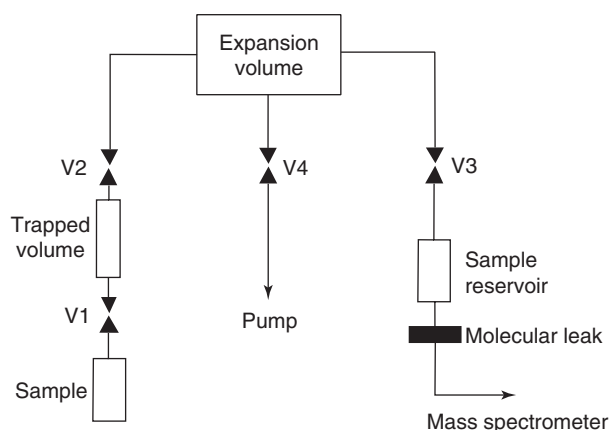 Expansion
volume
V2
V4
V3
Trapped
volume
Sample
reservoir
V1
Pump
Molecular leak
Sample
Mass spectrometer